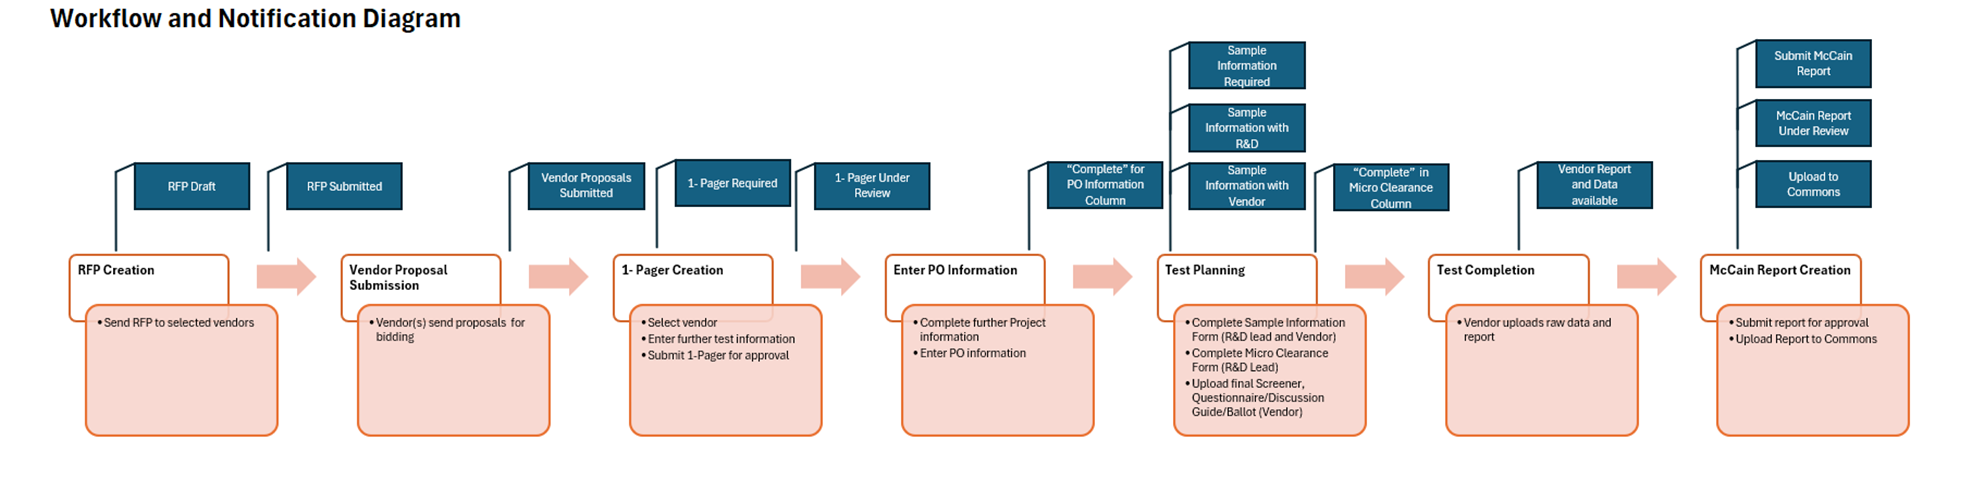 Workflow and Notification Diagram
Sample
Information
Required
Sample
Information with
R&D
Sample
Information with
Vendor
Submit McCain
Report
McCain Report
Under Review
Upload to
Commons
RFP Draft
RFP Submitted
Vendor Proposals
Submitted
1- Pager Required
1- Pager Under
Review
“Complete” for
PO Information
Column
“Complete” in
Micro Clearance
Column
Vendor Report
and Data
available
RFP Creation
• Send RFP to selected vendors
Vendor Proposal
Submission
• Vendor(s) send proposals for
bidding
1- Pager Creation
• Select vendor
• Enter further test information
• Submit 1-Pager for approval
Enter PO Information
• Complete further Project
information
• Enter PO information
Test Planning
• Complete Sample Information
Form (R&D lead and Vendor)
• Complete Micro Clearance
Form (R&D Lead)
• Upload final Screener,
Questionnaire/Discussion
Guide/Ballot (Vendor)
Test Completion
• Vendor uploads raw data and
report
McCain Report Creation
• Submit report for approval
• Upload Report to Commons